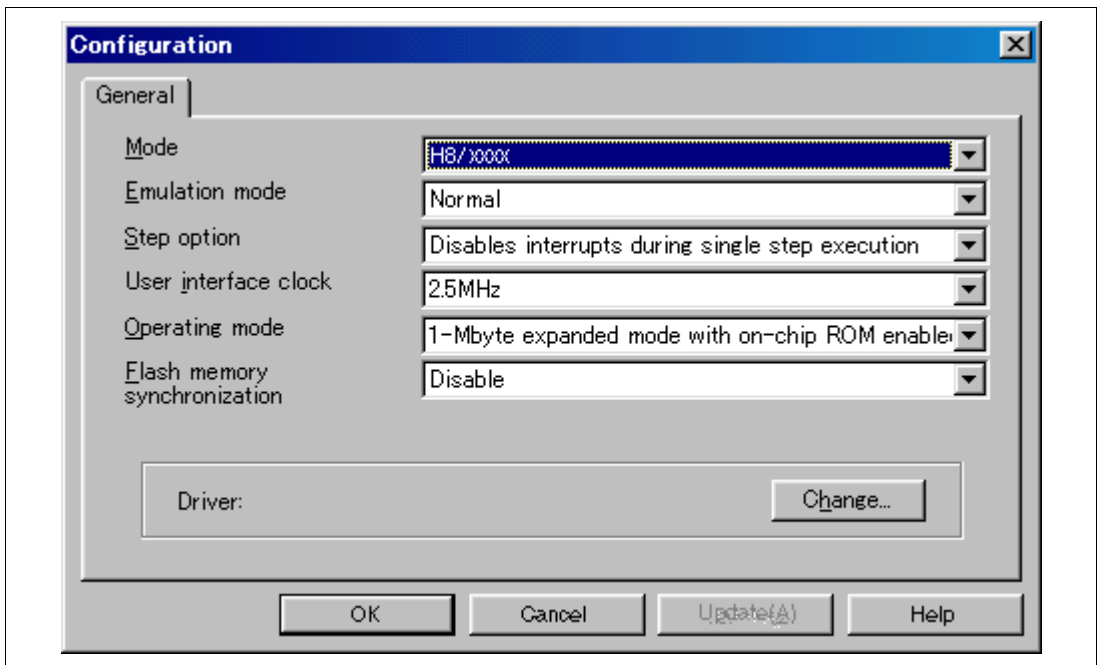 Configuration
General
Mode
H8/xxxx
Emulation mode
Normal
Step option
Disables interrupts during single step execution
User interface clock
2.5MHz
Operating mode
1-Mbyte expanded mode with on-chip ROM enable
Flash memory
synchronization
Disable
Driver:
Change...
OK
Cancel
Update(A)
Help